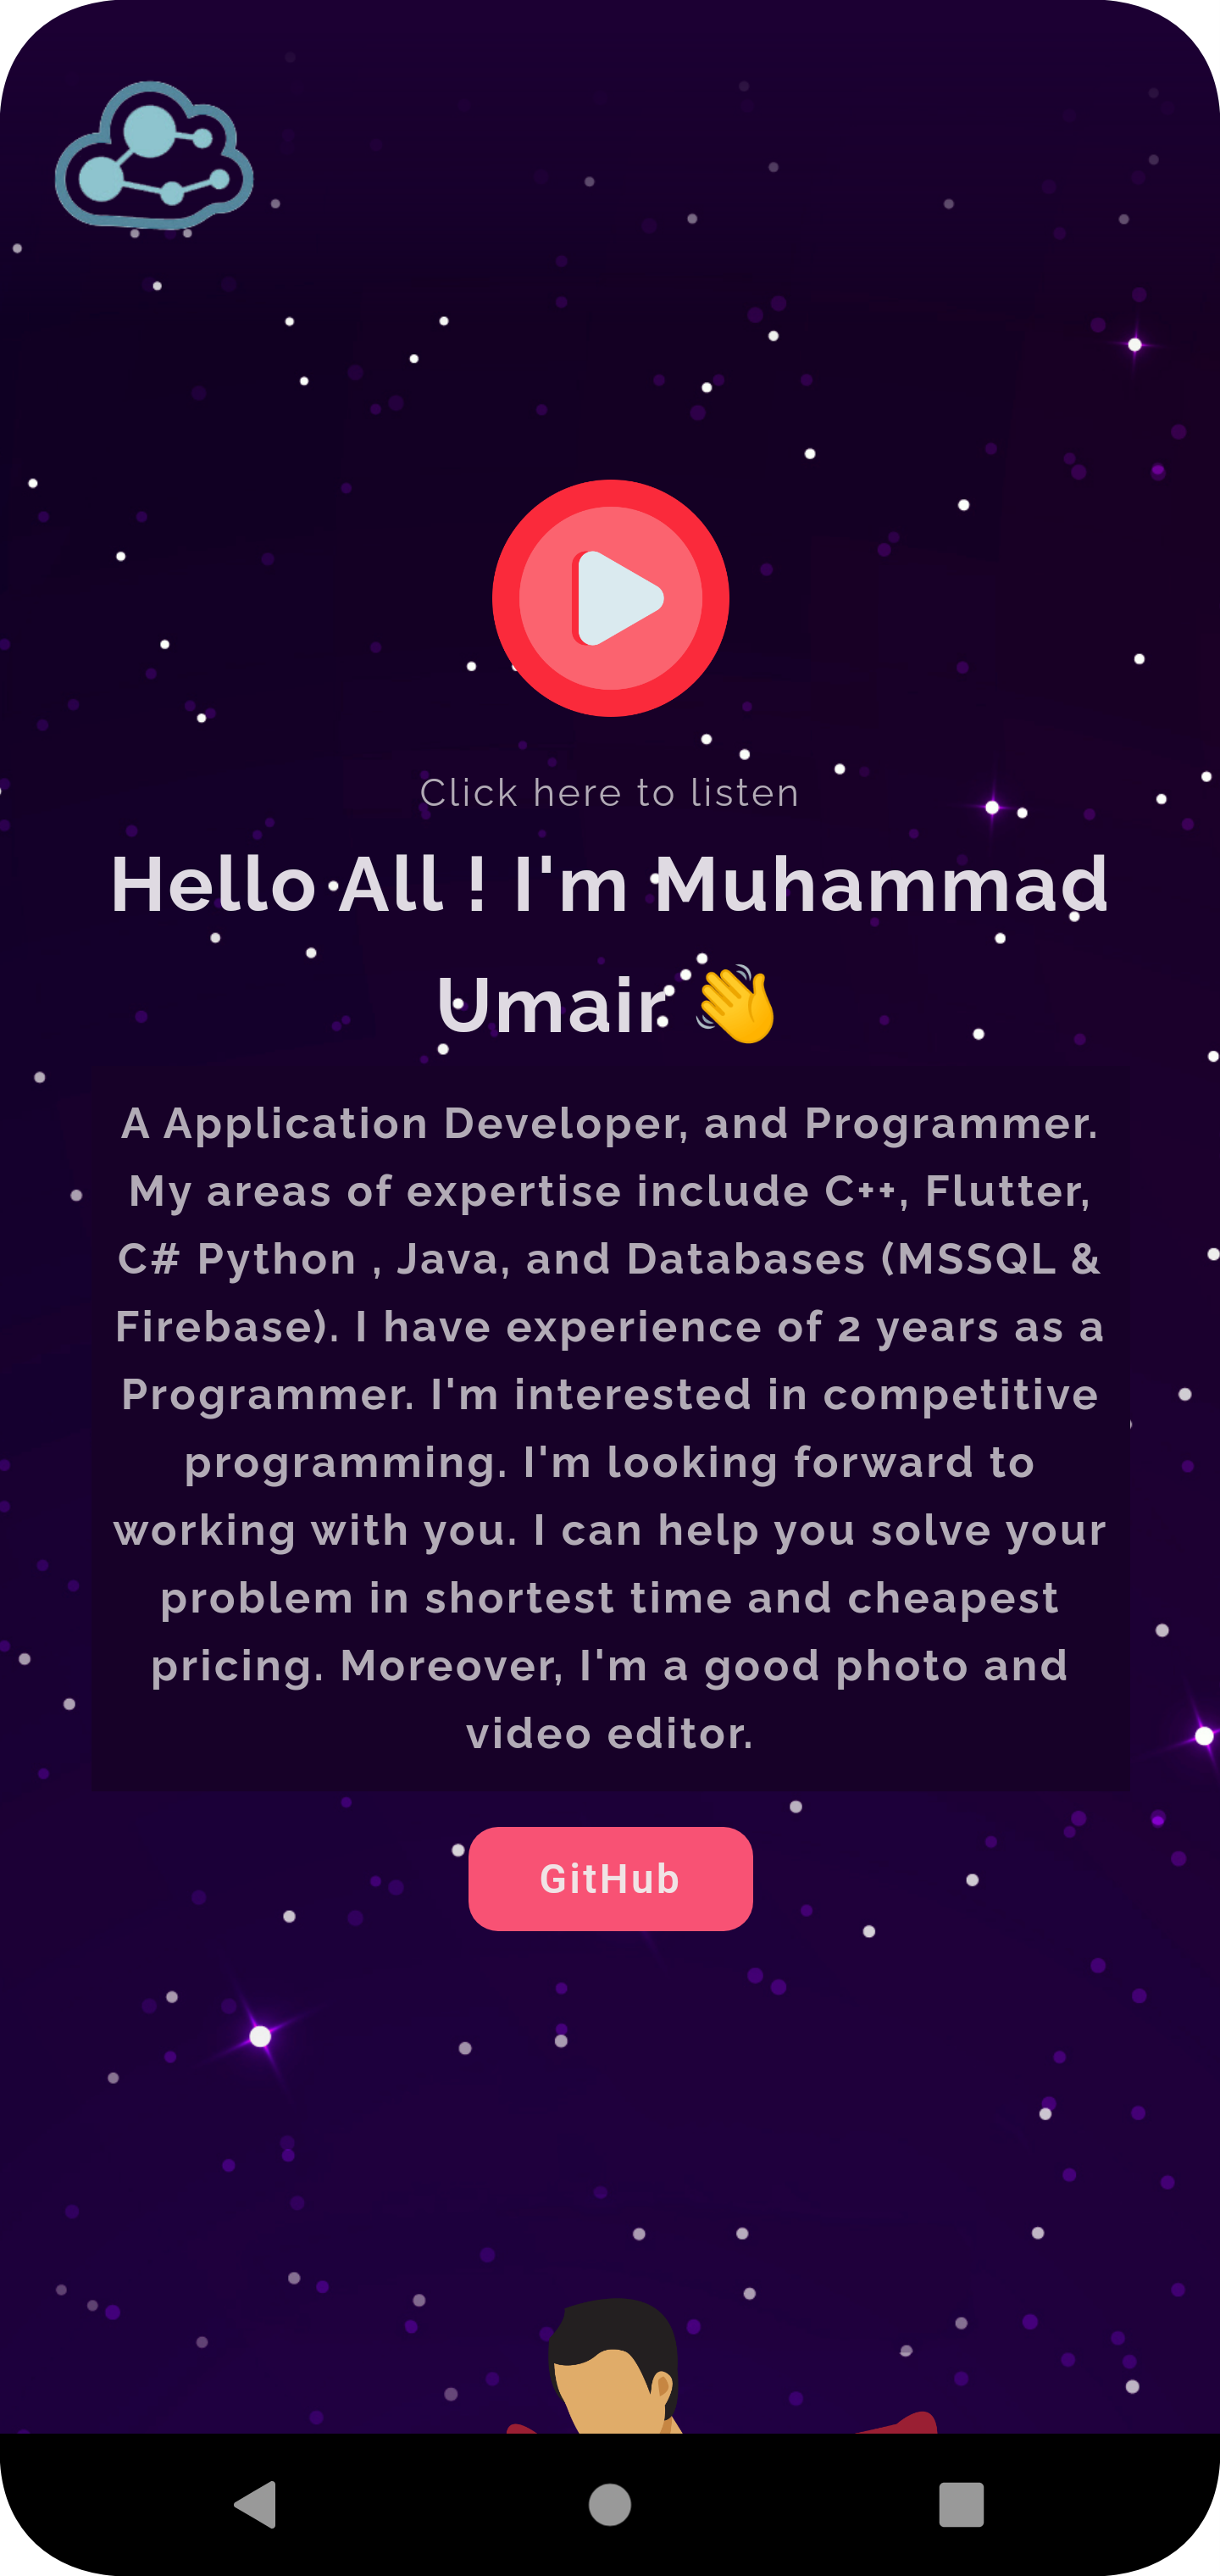 Click here to listen
Hello All ! I'm Muhammad
Umair 👋
A Application Developer, and Programmer.
My areas of expertise include C++, Flutter,
C# Python , Java, and Databases (MSSQL &
Firebase). I have experience of 2 years as a
Programmer. I'm interested in competitive
programming. I'm looking forward to
working with you. I can help you solve your
problem in shortest time and cheapest
pricing. Moreover, I'm a good photo and
video editor.
GitHub